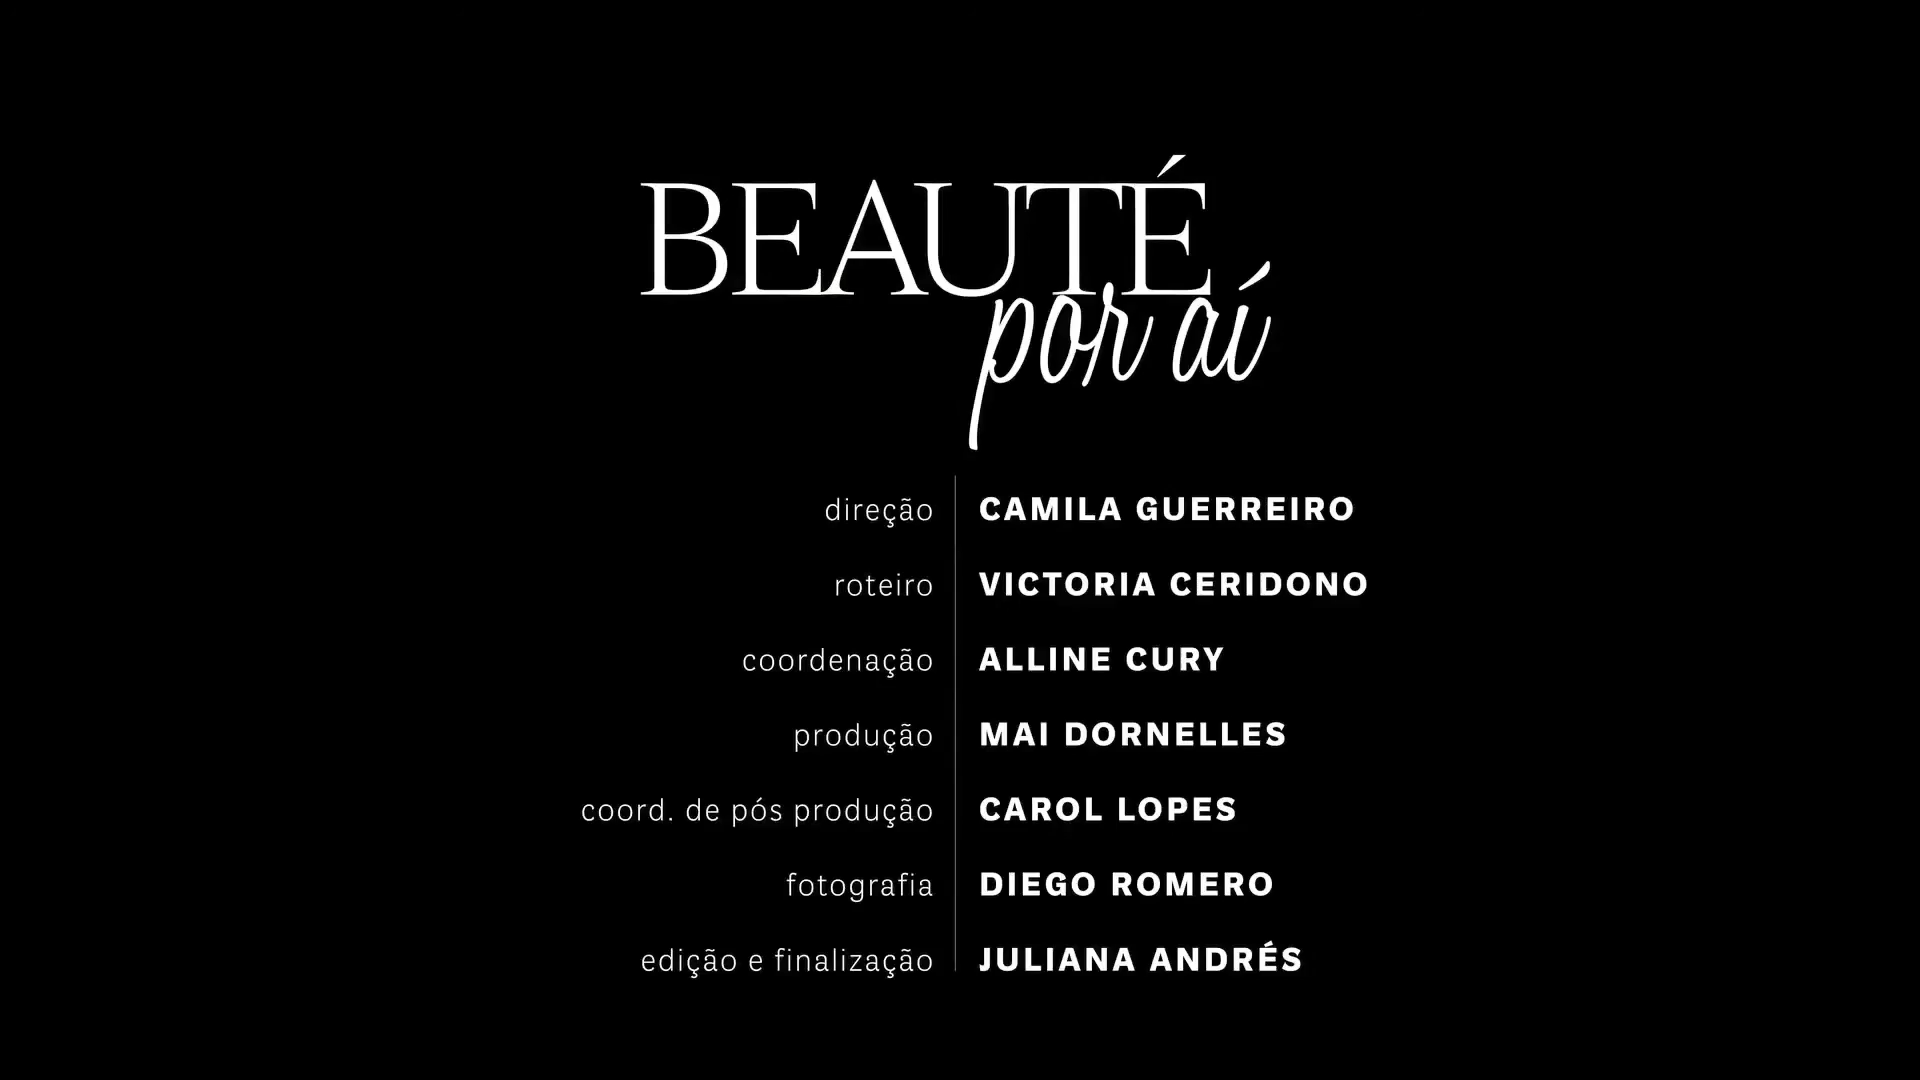 BEAUTÉ
por aí
direção CAMILA GUERREIRO
roteiro VICTORIA CERIDONO
coordenação ALLINE CURY
produção MAI DORNELLES
coord. de pós produção CAROL LOPES
fotografia DIEGO ROMERO
edição e finalização JULIANA ANDRÉS